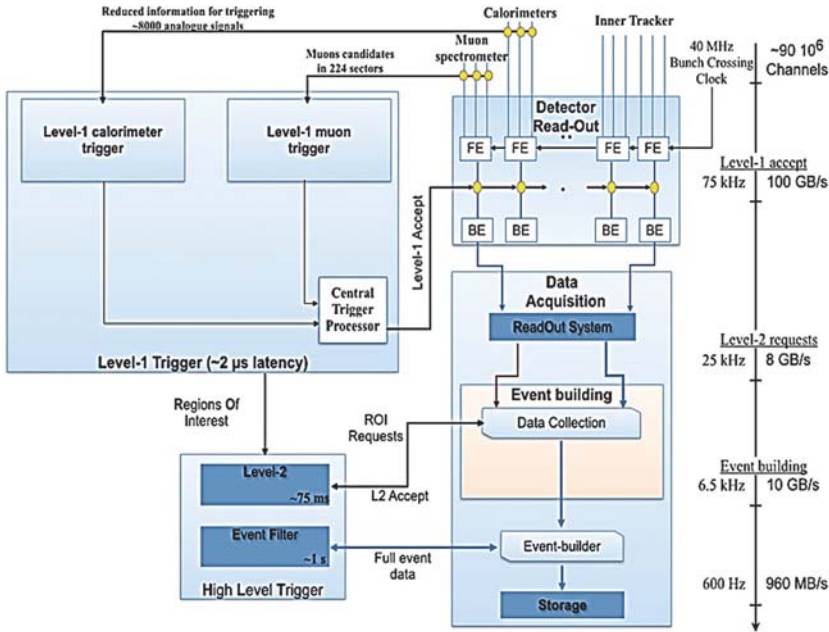 Reduced information for triggering
~8000 analogue signals
Calorimeters
Inner Tracker
Muon
spectrometer
Muons candidates
in 224 sectors
40 MHz
Bunch Crossing
Clock
~90 10⁶
Channels
Level-1 calorimeter
trigger
Level-1 muon
trigger
Detector
Read-Out
FE
FE
FE
FE
Level-1 accept
75 kHz
100 GB/s
Level-1 Accept
BE
BE
BE
BE
Central
Trigger
Processor
Level-1 Trigger (~2 µs latency)
Data
Acquisition
ReadOut System
Level-2 requests
25 kHz
8 GB/s
Regions Of
Interest
ROI
Requests
Event building
Data Collection
Level-2
~75 ms
L2 Accept
Event building
6.5 kHz
10 GB/s
Event Filter
~1 s
Full event
data
Event-builder
High Level Trigger
Storage
600 Hz
960 MB/s